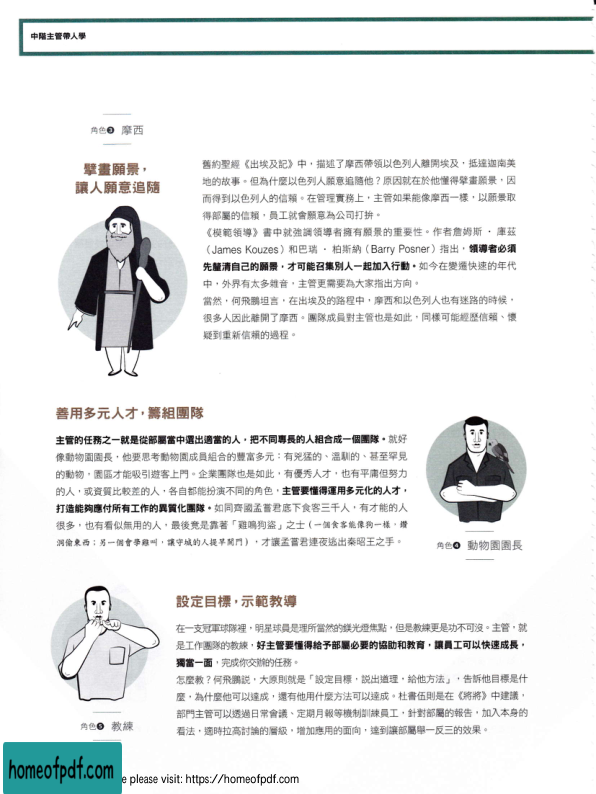 中階主管帶人學
角色❸ 摩西
擘畫願景，
讓人願意追隨
舊約聖經《出埃及記》中，描述了摩西帶領以色列人離開埃及，抵達迦南美
地的故事。但為什麼以色列人願意追隨他？原因就在於他懂得擘畫願景，因
而得到以色列人的信賴。在管理實務上，主管如果能像摩西一樣，以願景取
得部屬的信賴，員工就會願意為公司打拚。
《模範領導》書中就強調領導者擁有願景的重要性。作者詹姆斯・庫茲
（James Kouzes）和巴瑞・柏斯納（Barry Posner）指出，領導者必須
先釐清自己的願景，才可能召集別人一起加入行動。如今在變遷快速的年代
中，外界有太多雜音，主管更需要為大家指出方向。
當然，何飛鵬坦言，在出埃及的路程中，摩西和以色列人也有迷路的時候，
很多人因此離開了摩西。團隊成員對主管也是如此，同樣可能經歷信賴、懷
疑到重新信賴的過程。
善用多元人才，籌組團隊
主管的任務之一就是從部屬當中選出適當的人，把不同專長的人組合成一個團隊。就好
像動物園園長，他要思考動物園成員組合的豐富多元：有兇猛的、溫馴的、甚至罕見
的動物，園區才能吸引遊客上門。企業團隊也是如此，有優秀人才，也有平庸但努力
的人，或資質比較差的人，各自都能扮演不同的角色，主管要懂得運用多元化的人才，
打造能夠應付所有工作的異質化團隊。如同齊國孟嘗君底下食客三千人，有才能的人
很多，也有看似無用的人，最後竟是靠著「雞鳴狗盜」之士（一個食客能像狗一樣，鑽
洞偷東西；另一個會學雞叫，讓守城的人提早開門），才讓孟嘗君連夜逃出秦昭王之手。
角色❹ 動物園園長
設定目標，示範教導
在一支冠軍球隊裡，明星球員是理所當然的鎂光燈焦點，但是教練更是功不可沒。主管，就
是工作團隊的教練，好主管要懂得給予部屬必要的協助和教育，讓員工可以快速成長，
獨當一面，完成你交辦的任務。
怎麼教？何飛鵬說，大原則就是「設定目標，說出道理，給他方法」，告訴他目標是什
麼，為什麼他可以達成，還有他用什麼方法可以達成。杜書伍則是在《將將》中建議，
部門主管可以透過日常會議、定期月報等機制訓練員工，針對部屬的報告，加入本身的
看法，適時拉高討論的層級，增加應用的面向，達到讓部屬舉一反三的效果。
角色❺ 教練
homeofpdf.com
e please visit: https://homeofpdf.com